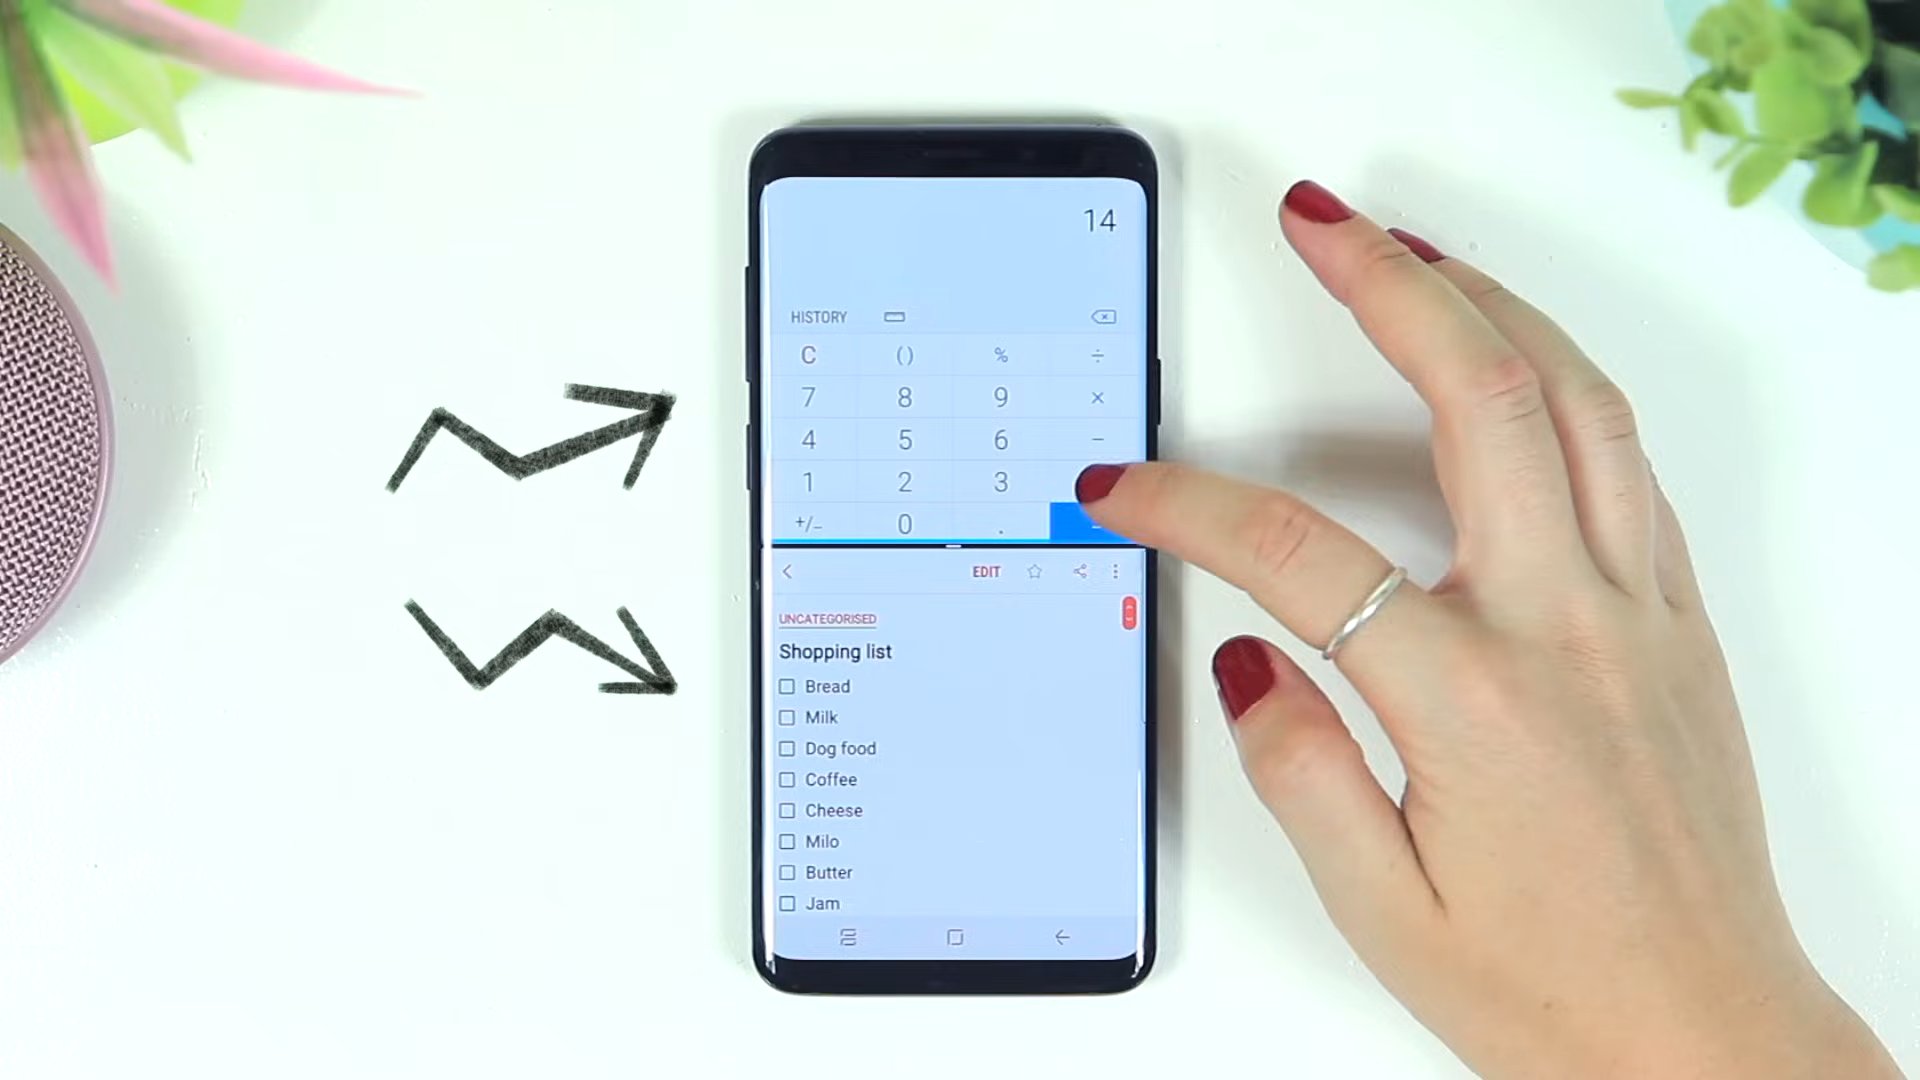 14
HISTORY
C () % ÷
7 8 9 ×
4 5 6 −
1 2 3
+/− 0 .
EDIT
UNCATEGORISED
Shopping list
Bread
Milk
Dog food
Coffee
Cheese
Milo
Butter
Jam